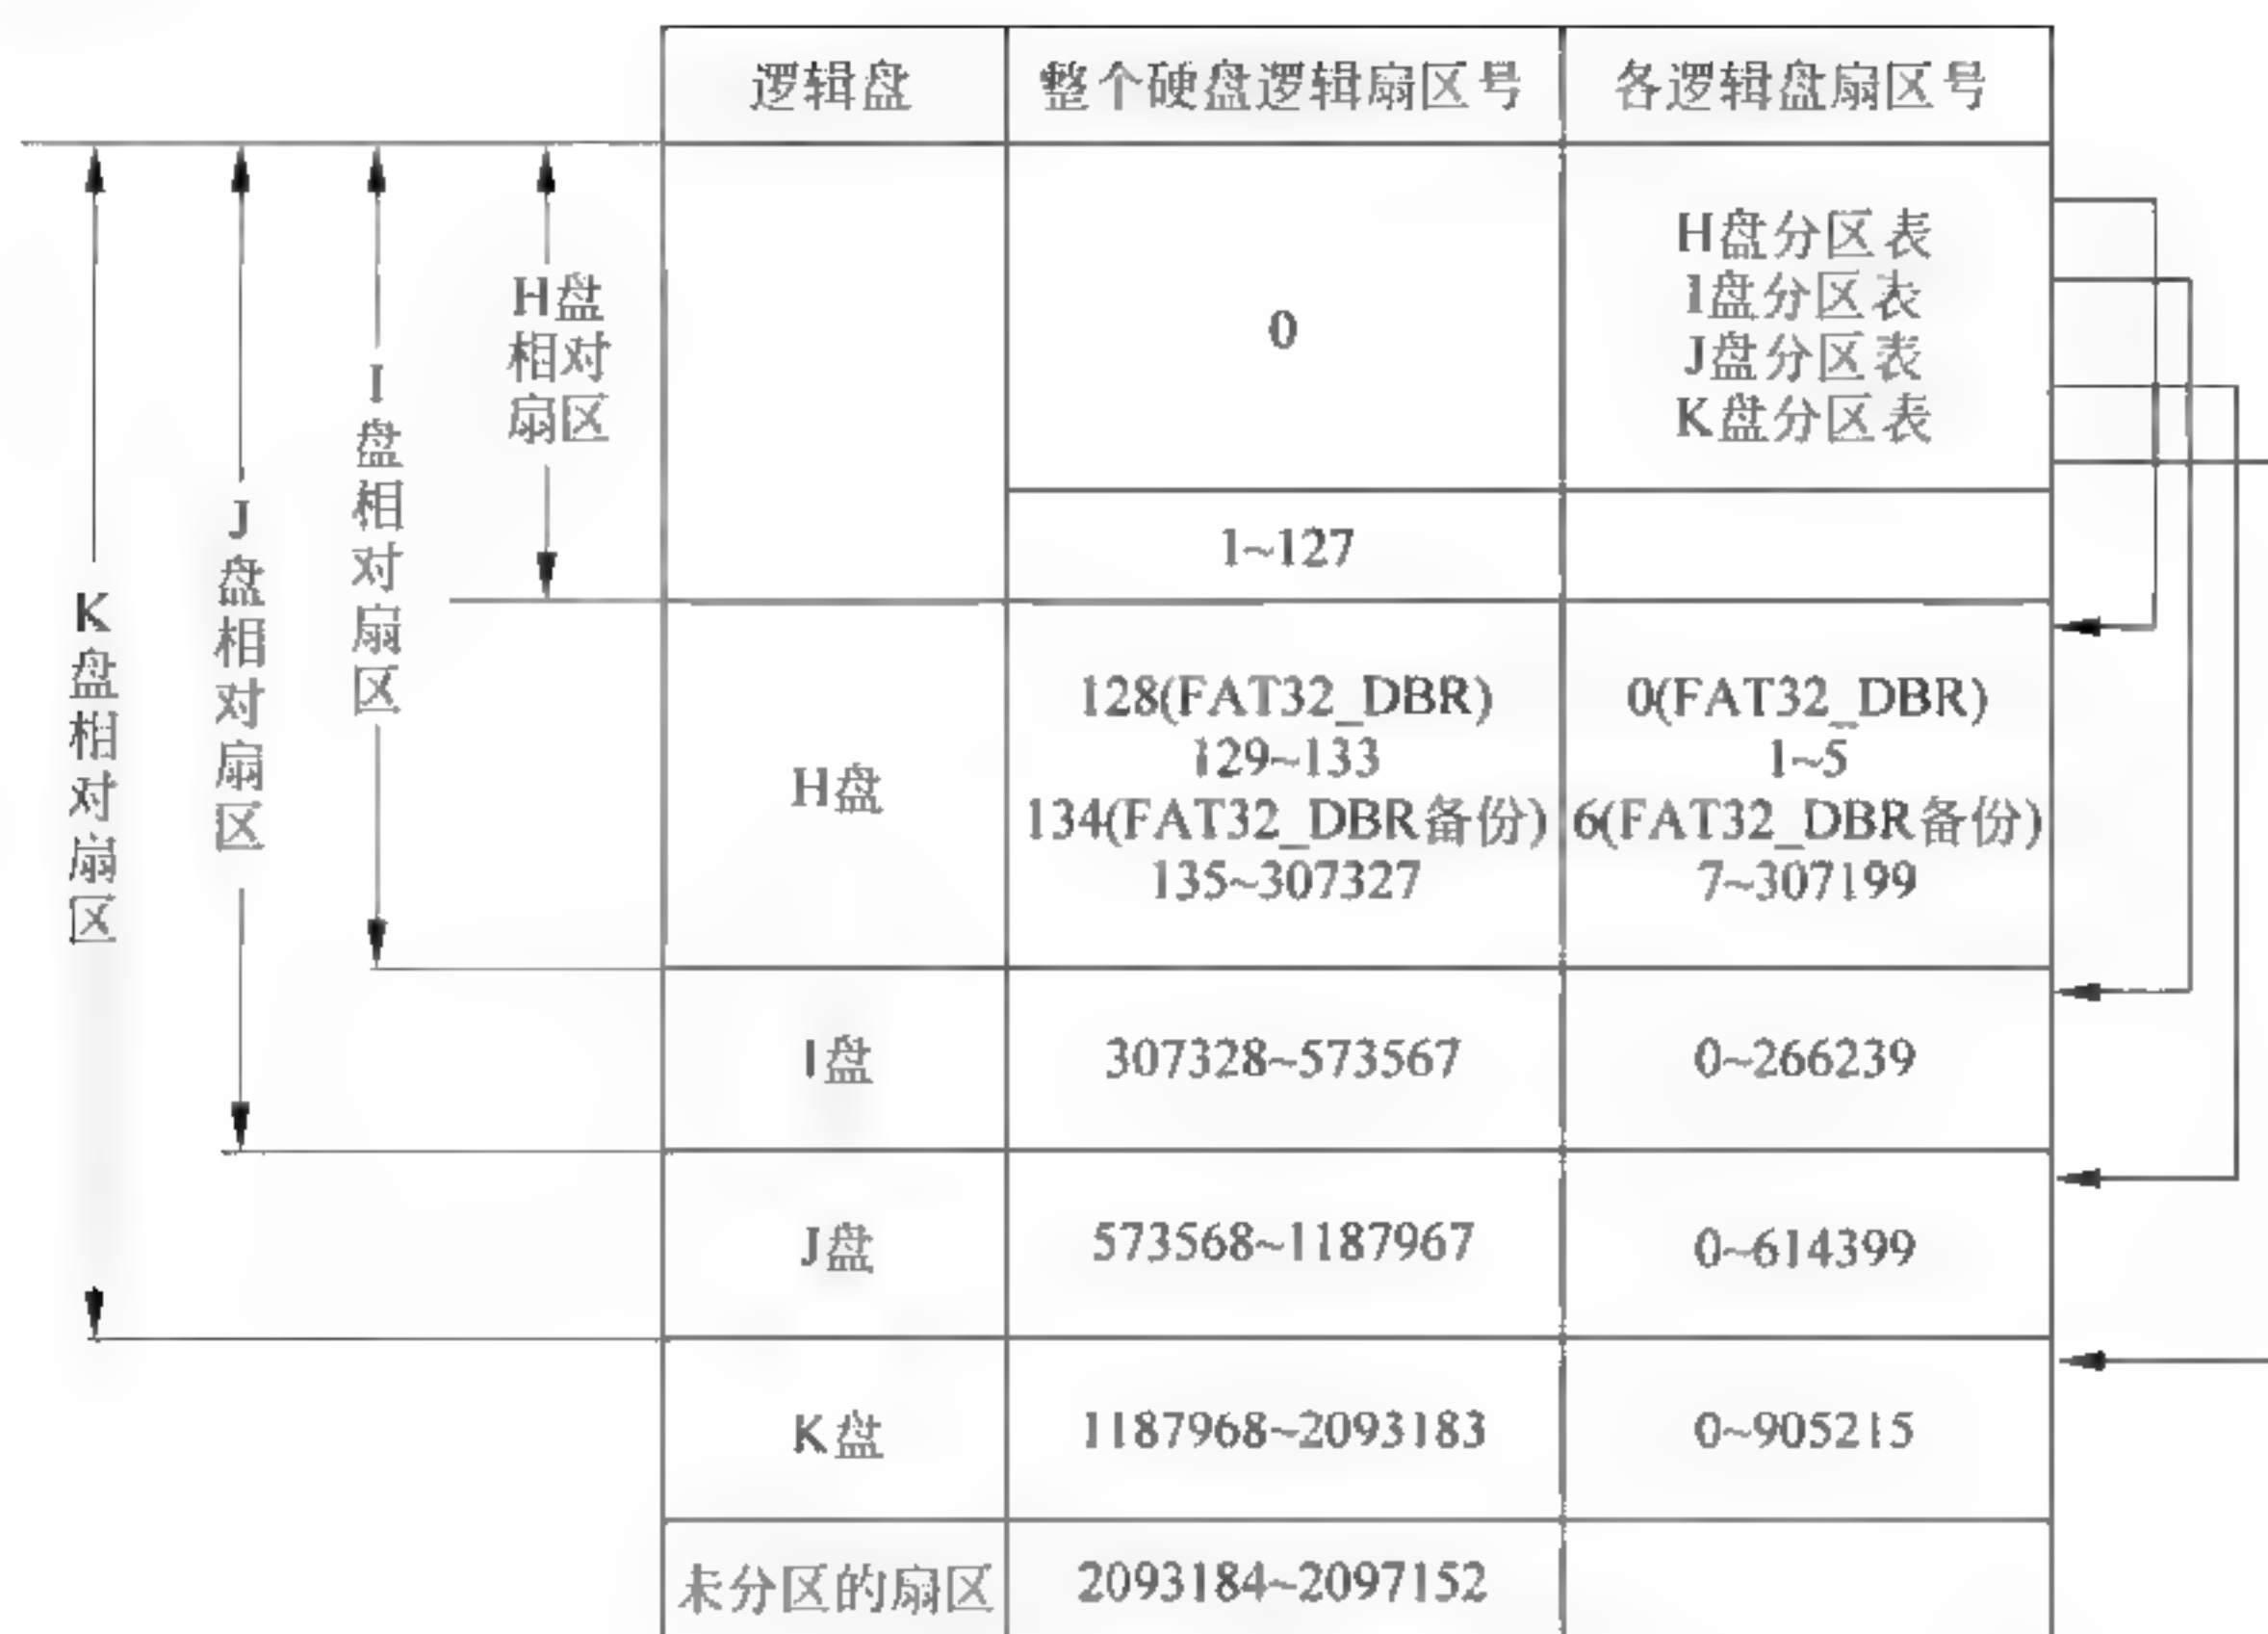 逻辑盘 整个硬盘逻辑扇区号 各逻辑盘扇区号
H盘
相对
扇区
I盘相对扇区
J盘相对扇区
K盘相对扇区
0
H盘分区表
I盘分区表
J盘分区表
K盘分区表
1~127
H盘
128(FAT32_DBR)
129~133
134(FAT32_DBR备份)
135~307327
0(FAT32_DBR)
1~5
6(FAT32_DBR备份)
7~307199
I盘 307328~573567 0~266239
J盘 573568~1187967 0~614399
K盘 1187968~2093183 0~905215
未分区的扇区 2093184~2097152